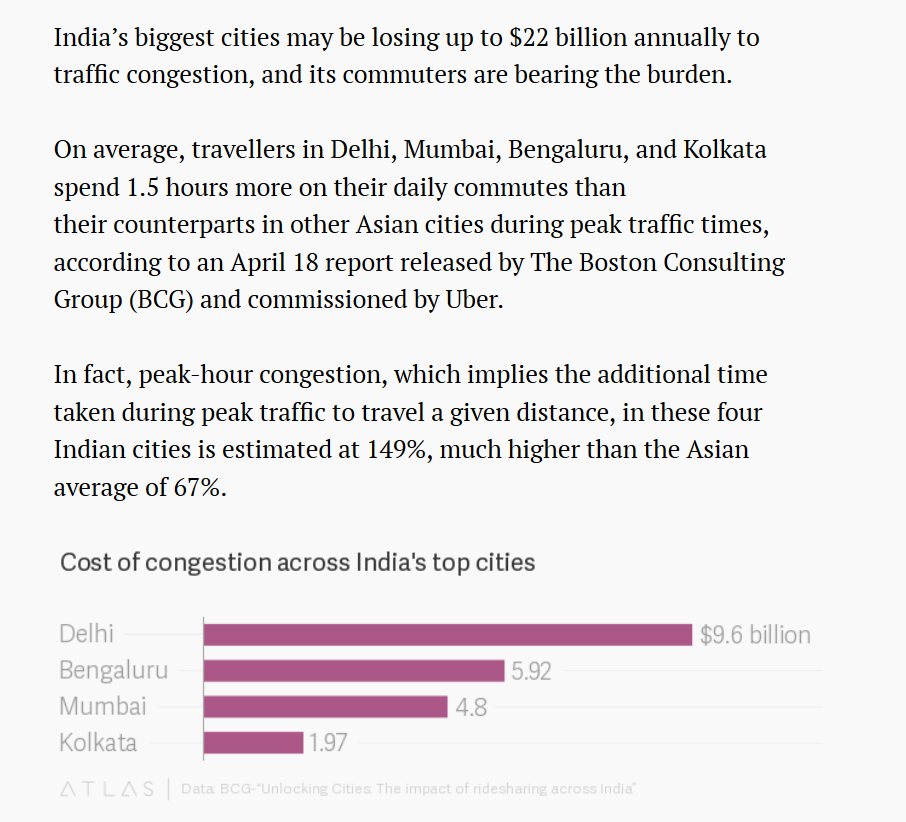 India’s biggest cities may be losing up to $22 billion annually to
traffic congestion, and its commuters are bearing the burden.
On average, travellers in Delhi, Mumbai, Bengaluru, and Kolkata
spend 1.5 hours more on their daily commutes than
their counterparts in other Asian cities during peak traffic times,
according to an April 18 report released by The Boston Consulting
Group (BCG) and commissioned by Uber.
In fact, peak-hour congestion, which implies the additional time
taken during peak traffic to travel a given distance, in these four
Indian cities is estimated at 149%, much higher than the Asian
average of 67%.
Cost of congestion across India's top cities
Delhi $9.6 billion
Bengaluru 5.92
Mumbai 4.8
Kolkata 1.97
ATLAS | Data: BCG-“Unlocking Cities: The impact of ridesharing across India”